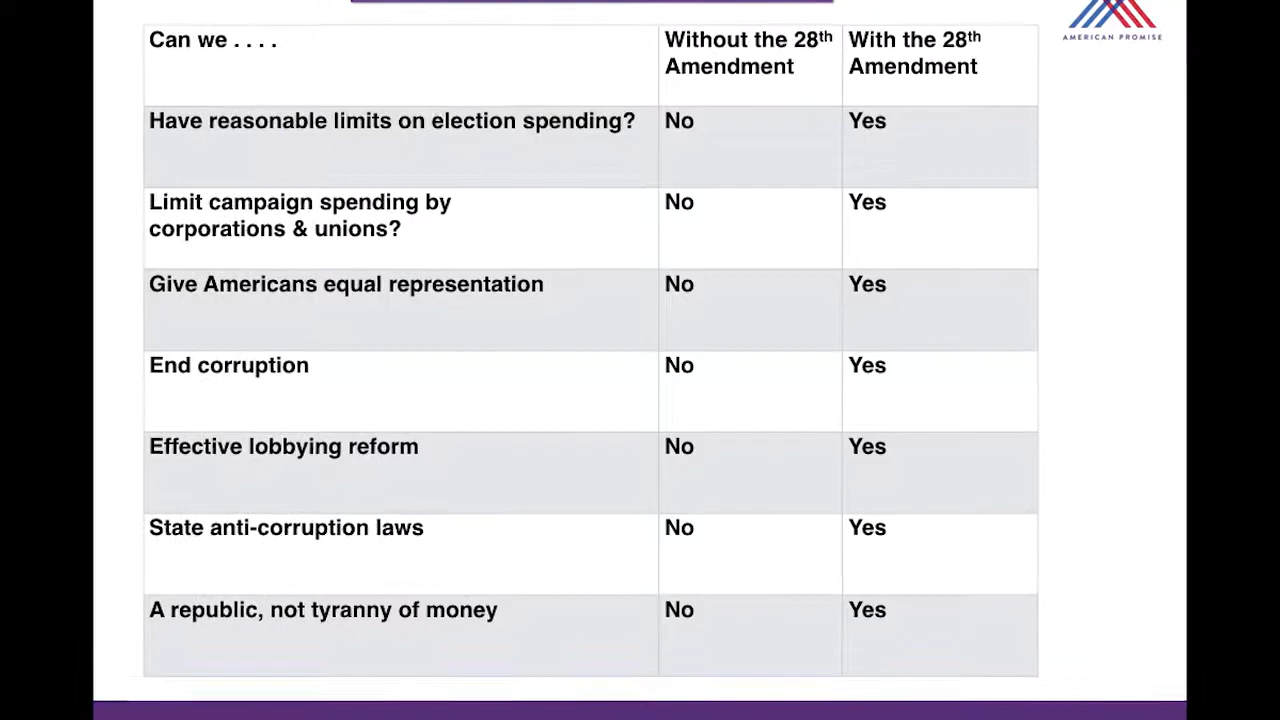 AMERICAN PROMISE
Can we . . . .
Without the 28th
Amendment
With the 28th
Amendment
Have reasonable limits on election spending?
No
Yes
Limit campaign spending by
corporations & unions?
No
Yes
Give Americans equal representation
No
Yes
End corruption
No
Yes
Effective lobbying reform
No
Yes
State anti-corruption laws
No
Yes
A republic, not tyranny of money
No
Yes